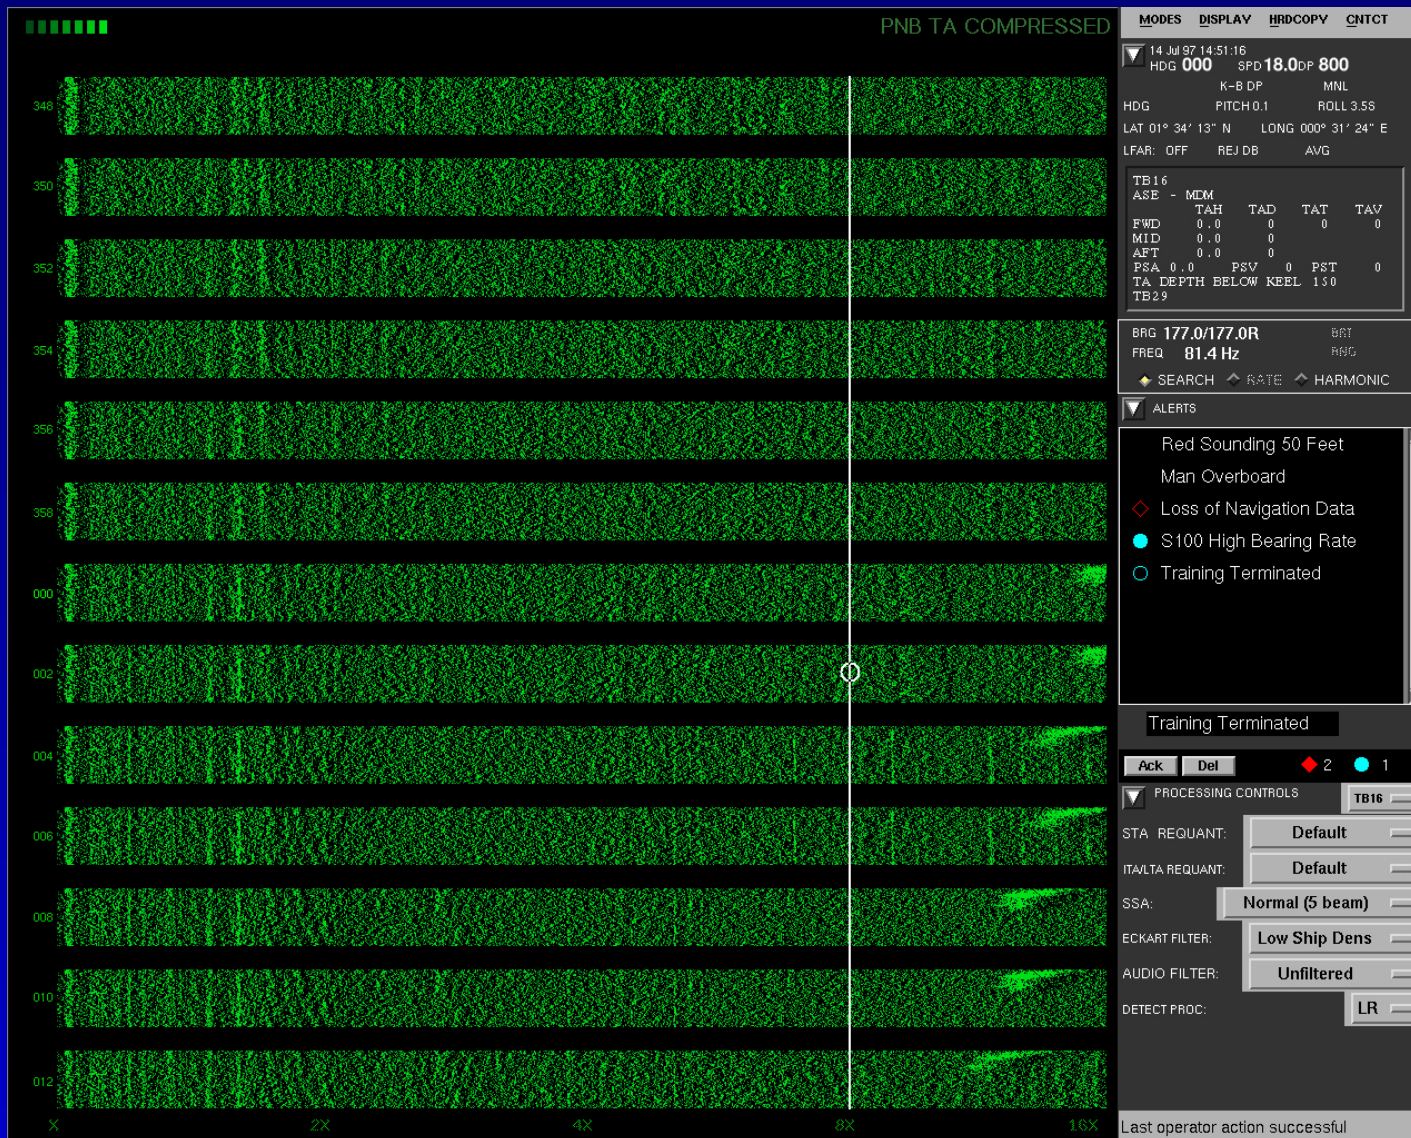 PNB TA COMPRESSED
348
350
352
354
356
358
000
002
004
006
008
010
012
X 2X 4X 8X 16X
MODES DISPLAY HRDCOPY CNTCT
14 Jul 97 14:51:16
HDG 000 SPD 18.0 DP 800
K-B DP MNL
HDG PITCH 0.1 ROLL 3.5S
LAT 01° 34' 13" N LONG 000° 31' 24" E
LFAR: OFF REJ DB AVG
TB16
ASE - MDM
TAH TAD TAT TAV
FWD 0.0 0 0 0
MID 0.0 0
AFT 0.0 0
PSA 0.0 PSV 0 PST 0
TA DEPTH BELOW KEEL 150
TB29
BRG 177.0/177.0R
FREQ 81.4 Hz RNG
SEARCH RATE HARMONIC
ALERTS
Red Sounding 50 Feet
Man Overboard
Loss of Navigation Data
S100 High Bearing Rate
Training Terminated
Training Terminated
Ack Del 2 1
PROCESSING CONTROLS TB16
STA REQUANT: Default
ITA/LTA REQUANT: Default
SSA: Normal (5 beam)
ECKART FILTER: Low Ship Dens
AUDIO FILTER: Unfiltered
DETECT PROC: LR
Last operator action successful